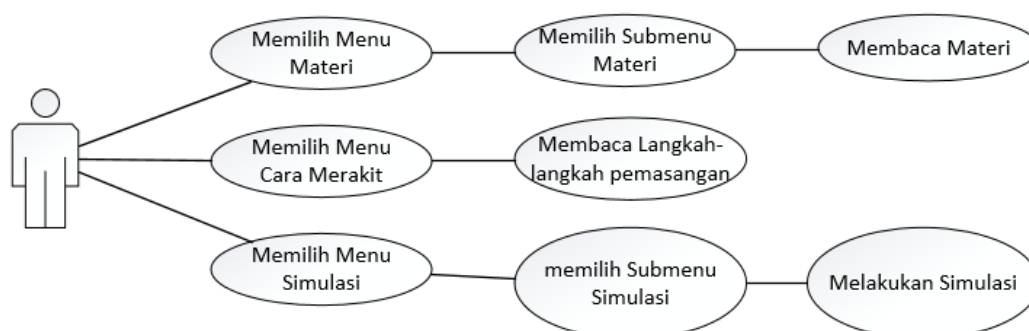 Memilih Menu
Materi
Memilih Submenu
Materi
Membaca Materi
Memilih Menu
Cara Merakit
Membaca Langkah-
langkah pemasangan
Memilih Menu
Simulasi
memilih Submenu
Simulasi
Melakukan Simulasi